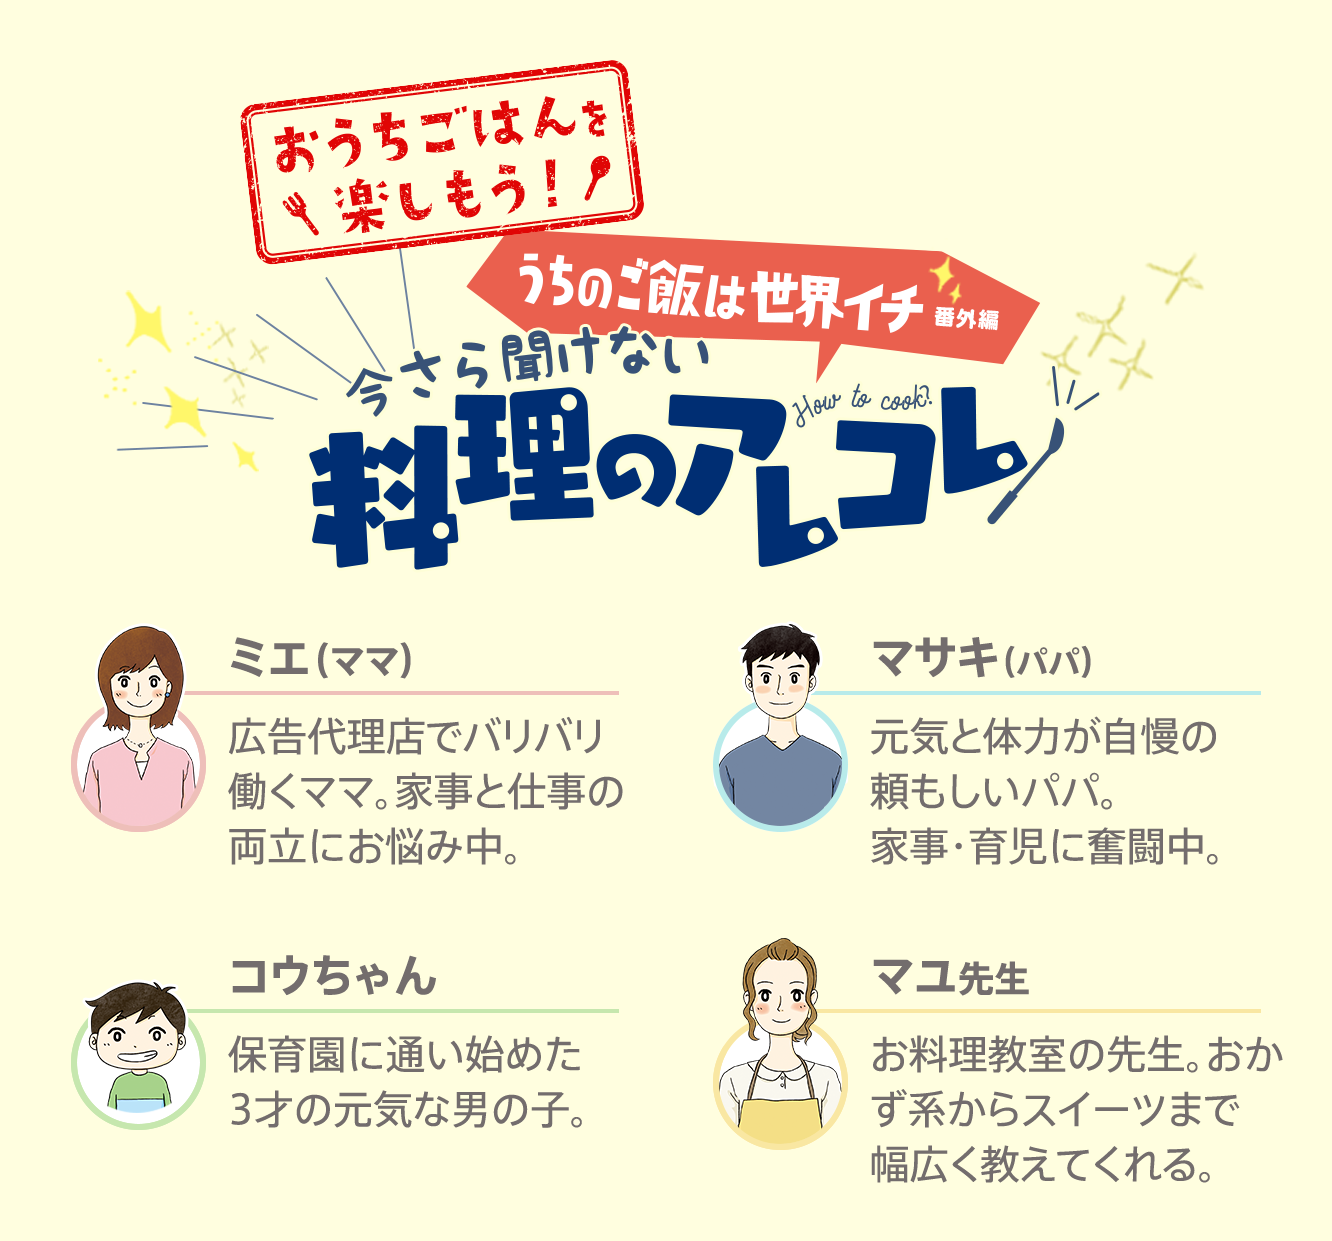 おうちごはんを
楽しもう！
うちのご飯は世界イチ 番外編
今さら聞けない
How to cook?
料理のアレコレ
ミエ(ママ)
広告代理店でバリバリ
働くママ。家事と仕事の
両立にお悩み中。
マサキ(パパ)
元気と体力が自慢の
頼もしいパパ。
家事・育児に奮闘中。
コウちゃん
保育園に通い始めた
3才の元気な男の子。
マユ先生
お料理教室の先生。おか
ず系からスイーツまで
幅広く教えてくれる。